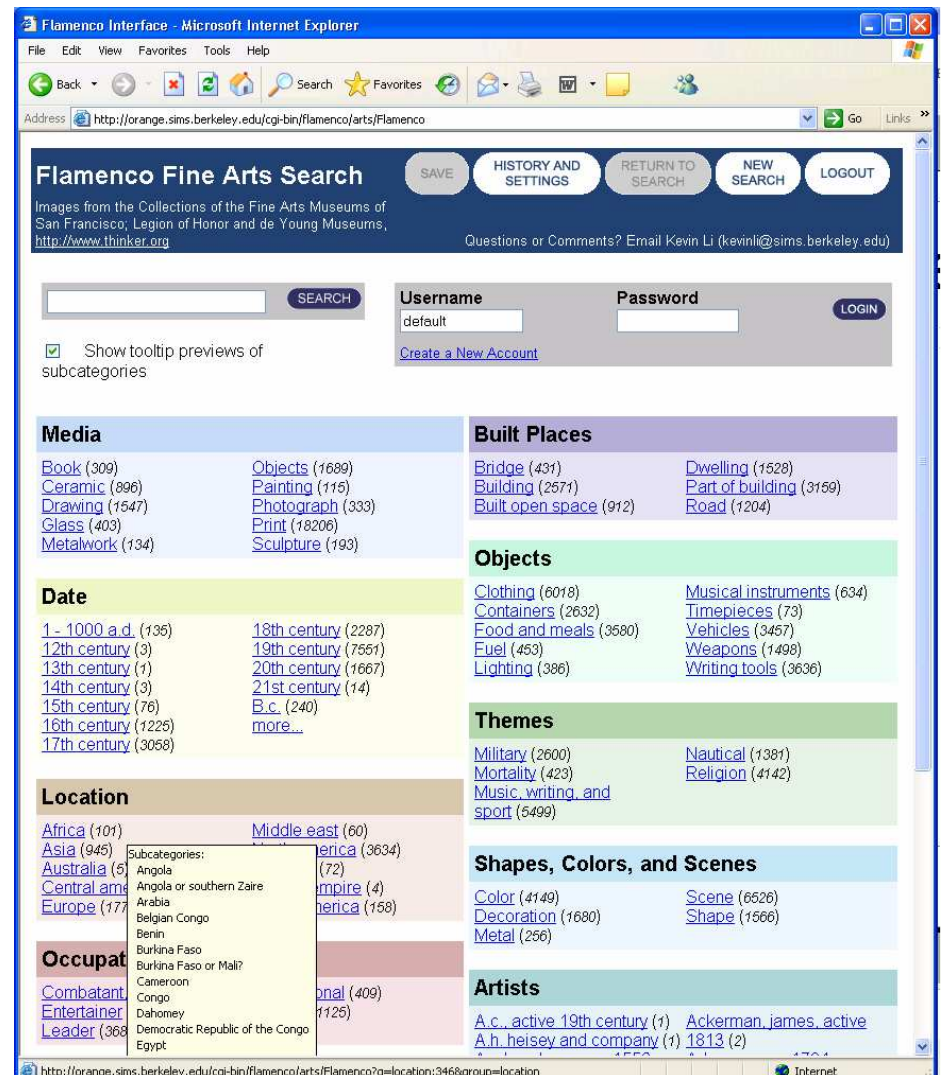 Flamenco Interface - Microsoft Internet Explorer
File Edit View Favorites Tools Help
Back Search Favorites
Address http://orange.sims.berkeley.edu/cgi-bin/flamenco/arts/Flamenco Go Links »
Flamenco Fine Arts Search
SAVE
HISTORY AND
SETTINGS
RETURN TO
SEARCH
NEW
SEARCH
LOGOUT
Images from the Collections of the Fine Arts Museums of
San Francisco; Legion of Honor and de Young Museums,
http://www.thinker.org
Questions or Comments? Email Kevin Li (kevinli@sims.berkeley.edu)
SEARCH
Show tooltip previews of
subcategories
Username Password
default
LOGIN
Create a New Account
Media
Book (309) Objects (1689)
Ceramic (896) Painting (115)
Drawing (1547) Photograph (333)
Glass (403) Print (18206)
Metalwork (134) Sculpture (193)
Date
1 - 1000 a.d. (135) 18th century (2287)
12th century (3) 19th century (7551)
13th century (1) 20th century (1667)
14th century (3) 21st century (14)
15th century (76) B.c. (240)
16th century (1225) more...
17th century (3058)
Location
Africa (101) Middle east (60)
Asia (945) erica (3634)
Australia (5) (72)
Central ame mpire (4)
Europe (177 merica (158)
Subcategories:
Angola
Angola or southern Zaire
Arabia
Belgian Congo
Benin
Burkina Faso
Burkina Faso or Mali?
Cameroon
Congo
Dahomey
Democratic Republic of the Congo
Egypt
Occupat
Combatant, onal (409)
Entertainer 1125)
Leader (368
Built Places
Bridge (431) Dwelling (1528)
Building (2571) Part of building (3159)
Built open space (912) Road (1204)
Objects
Clothing (6018) Musical instruments (634)
Containers (2632) Timepieces (73)
Food and meals (3580) Vehicles (3457)
Fuel (453) Weapons (1498)
Lighting (386) Writing tools (3636)
Themes
Military (2600) Nautical (1381)
Mortality (423) Religion (4142)
Music, writing, and
sport (5499)
Shapes, Colors, and Scenes
Color (4149) Scene (6526)
Decoration (1680) Shape (1566)
Metal (256)
Artists
A.c., active 19th century (1) Ackerman, james, active
A.h. heisey and company (1) 1813 (2)
http://orange.sims.berkeley.edu/cgi-bin/flamenco/arts/Flamenco?q=location:346&group=location Internet